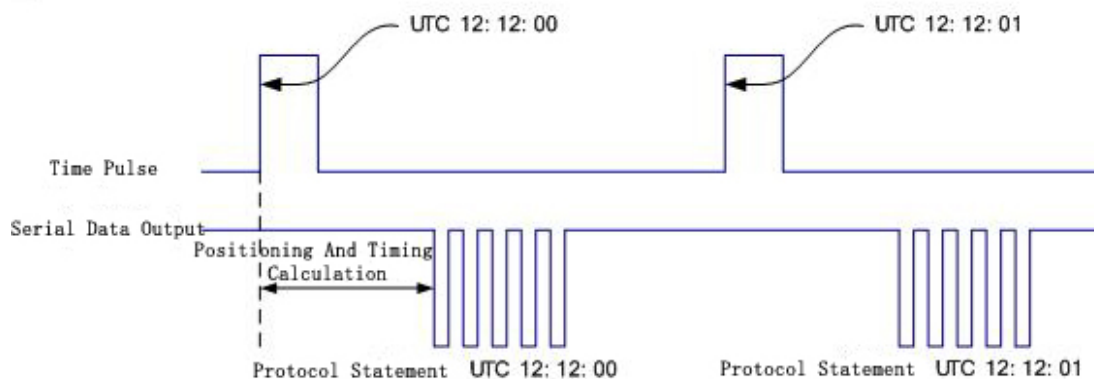 UTC 12: 12: 00
UTC 12: 12: 01
Time Pulse
Serial Data Output
Positioning And Timing
Calculation
Protocol Statement UTC 12: 12: 00
Protocol Statement UTC 12: 12: 01